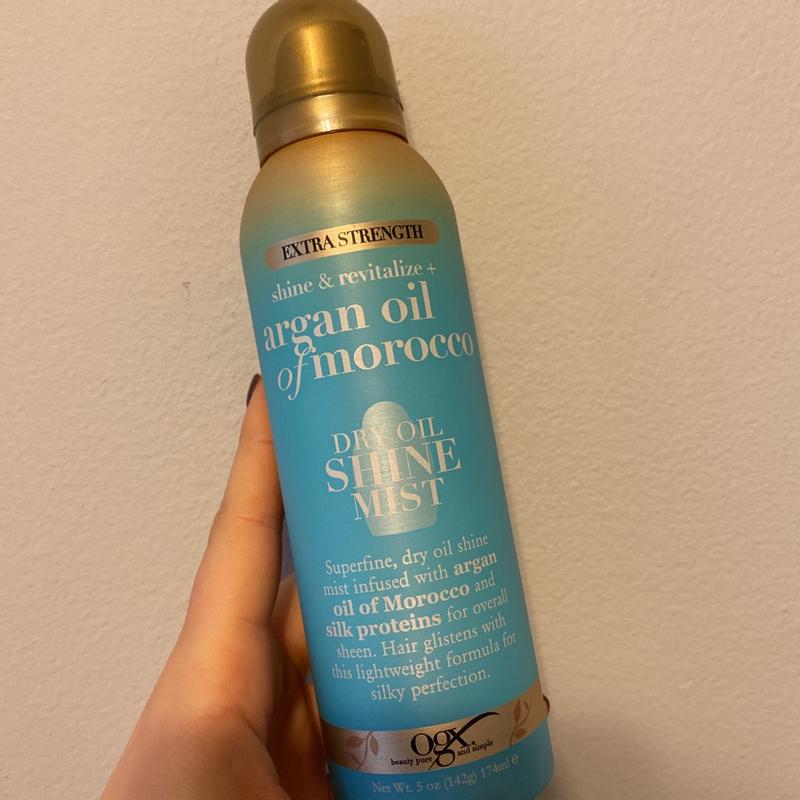 EXTRA STRENGTH
shine & revitalize +
argan oil
of morocco
DRY OIL
SHINE
MIST
Superfine, dry oil shine
mist infused with argan
oil of Morocco and
silk proteins for overall
sheen. Hair glistens with
this lightweight formula for
silky perfection.
ogx
beauty pure and simple
Net Wt. 5 oz (142g) 174ml e